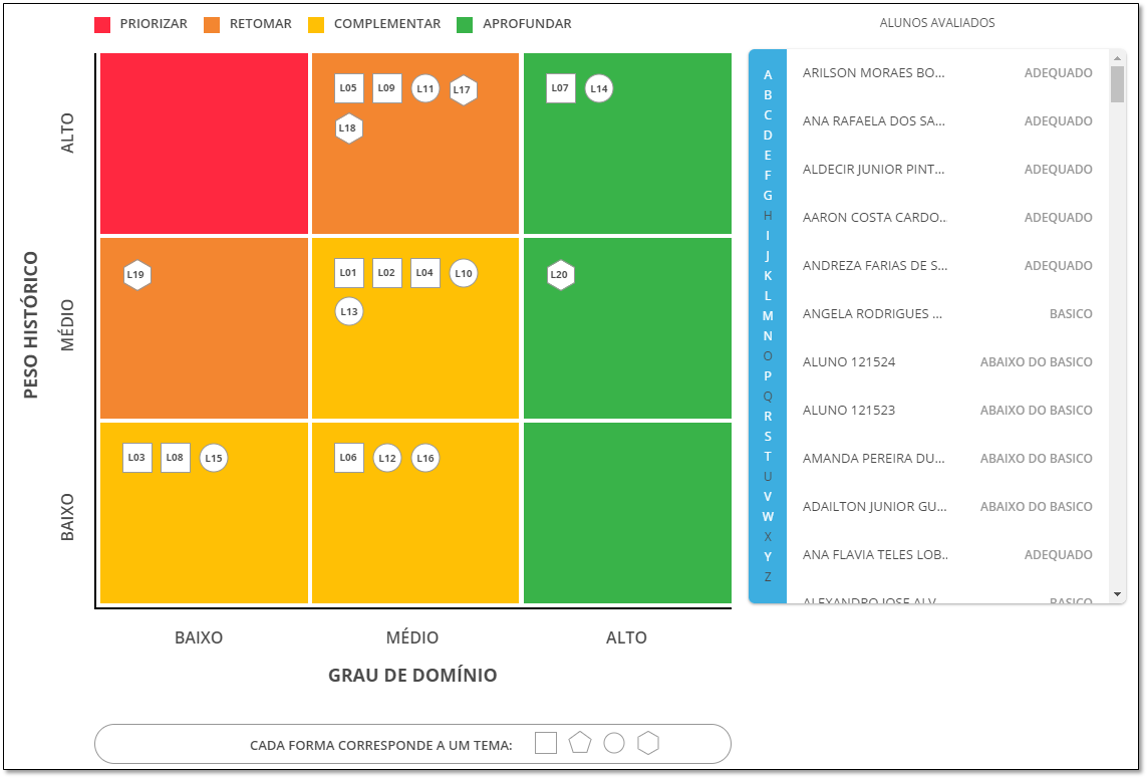 PRIORIZAR RETOMAR COMPLEMENTAR APROFUNDAR
ALTO
MÉDIO
BAIXO
PESO HISTÓRICO
L05 L09 L11 L17
L18
L07 L14
L19
L01 L02 L04 L10
L13
L20
L03 L08 L15
L06 L12 L16
BAIXO MÉDIO ALTO
GRAU DE DOMÍNIO
CADA FORMA CORRESPONDE A UM TEMA:
ALUNOS AVALIADOS
A
B
C
D
E
F
G
H
I
J
K
L
M
N
O
P
Q
R
S
T
U
V
W
X
Y
Z
ARILSON MORAES BO... ADEQUADO
ANA RAFAELA DOS SA... ADEQUADO
ALDECIR JUNIOR PINT... ADEQUADO
AARON COSTA CARDO.. ADEQUADO
ANDREZA FARIAS DE S... ADEQUADO
ANGELA RODRIGUES ... BASICO
ALUNO 121524 ABAIXO DO BASICO
ALUNO 121523 ABAIXO DO BASICO
AMANDA PEREIRA DU... ABAIXO DO BASICO
ADAILTON JUNIOR GU... ABAIXO DO BASICO
ANA FLAVIA TELES LOB.. ADEQUADO
ALEXANDRO JOSE ALV... BASICO